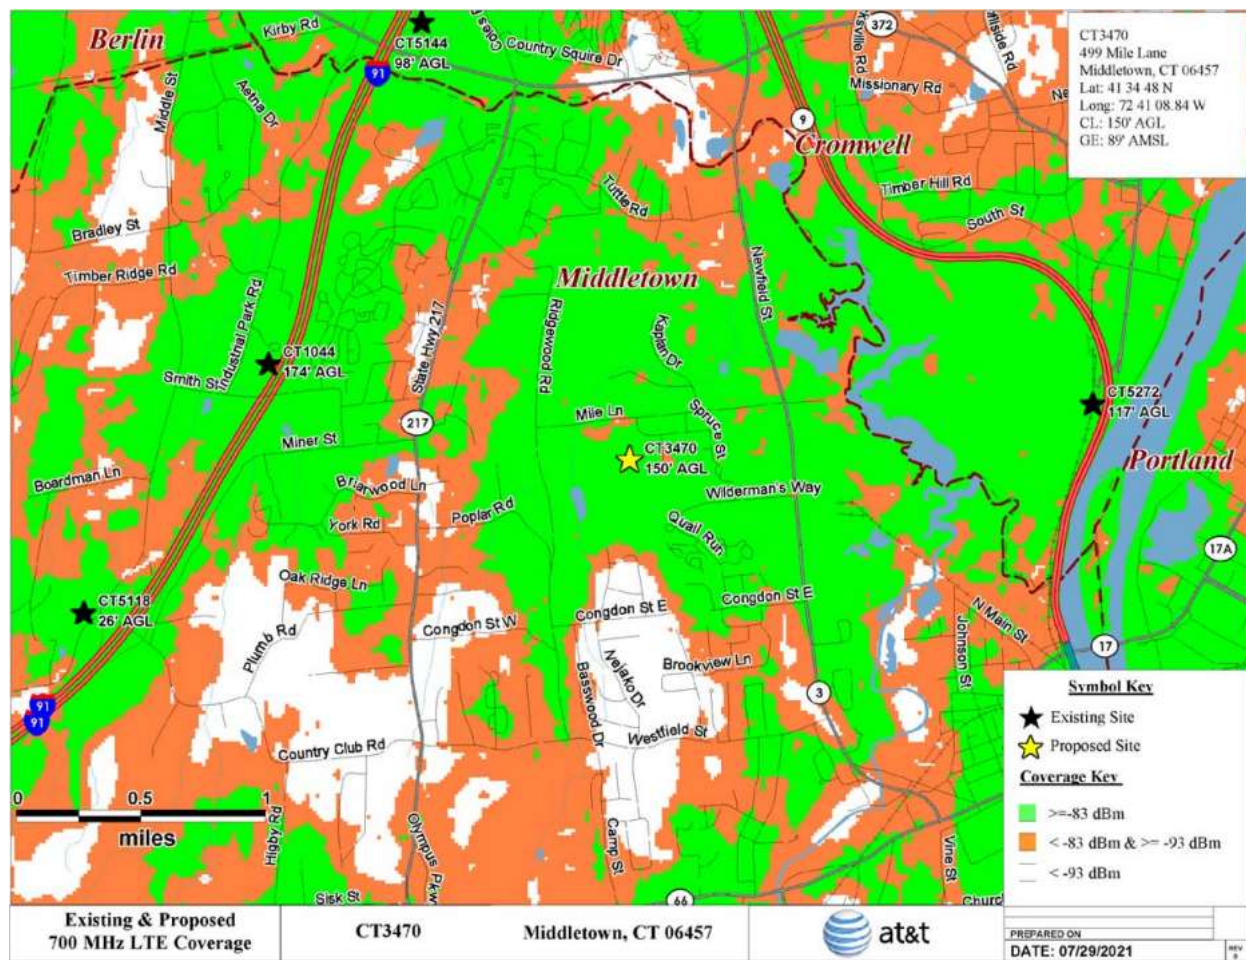 Berlin
Kirby Rd
CT5144
98' AGL
Country Squire Dr
372
Missionary Rd
CT3470
499 Mile Lane
Middletown, CT 06457
Lat: 41 34 48 N
Long: 72 41 08.84 W
CL: 150' AGL
GE: 89' AMSL
91
Middle St
Aetna Dr
9
Cromwell
Tuttle Rd
Timber Hill Rd
South St
Bradley St
Timber Ridge Rd
Middletown
Newfield St
Industrial Park Rd
State Hwy 217
Ridgewood Rd
Kaplan Dr
CT1044
174' AGL
Smith St
CT5272
117' AGL
Mile Ln
Spruce St
217
Miner St
CT3470
150' AGL
Portland
Boardman Ln
Briarwood Ln
Wilderman's Way
York Rd
Poplar Rd
Quail Run
17A
Oak Ridge Ln
CT5118
26' AGL
Congdon St E
Congdon St E
N Main St
Plumb Rd
Congdon St W
Johnson St
17
Nejako Dr
Brookview Ln
Basswood Dr
3
91
91
Westfield St
Country Club Rd
Symbol Key
Existing Site
Proposed Site
Coverage Key
>=-83 dBm
< -83 dBm & >= -93 dBm
< -93 dBm
0 0.5 1
miles
Higby Rd
Olympus Pkw
Camp St
Vine St
Sisk St
66
Churc
Existing & Proposed
700 MHz LTE Coverage
CT3470
Middletown, CT 06457
at&t
PREPARED ON
DATE: 07/29/2021
REV